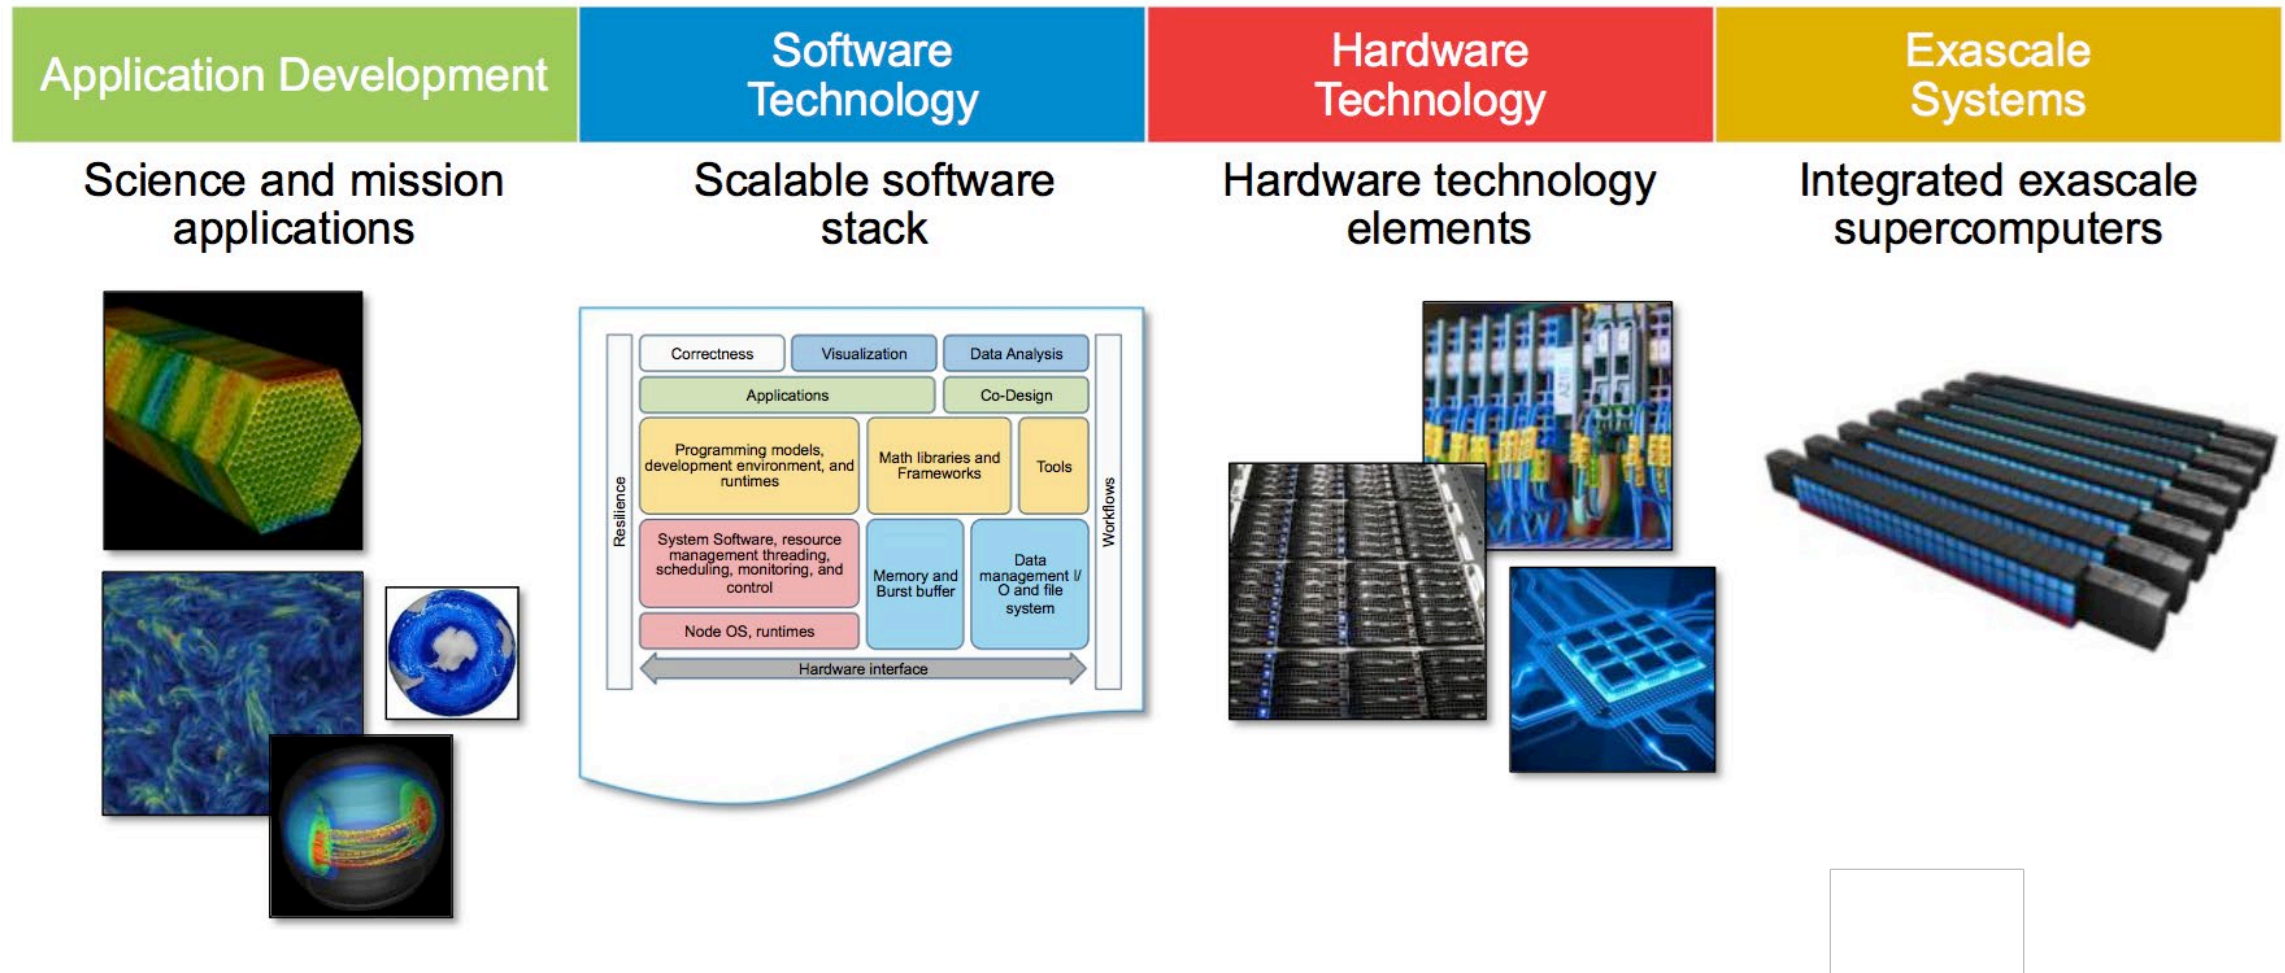 Application Development
Software
Technology
Hardware
Technology
Exascale
Systems
Science and mission
applications
Scalable software
stack
Hardware technology
elements
Integrated exascale
supercomputers
Resilience
Correctness
Visualization
Data Analysis
Applications
Co-Design
Programming models,
development environment, and
runtimes
Math libraries and
Frameworks
Tools
System Software, resource
management threading,
scheduling, monitoring, and
control
Memory and
Burst buffer
Data
management I/
O and file
system
Node OS, runtimes
Hardware interface
Workflows